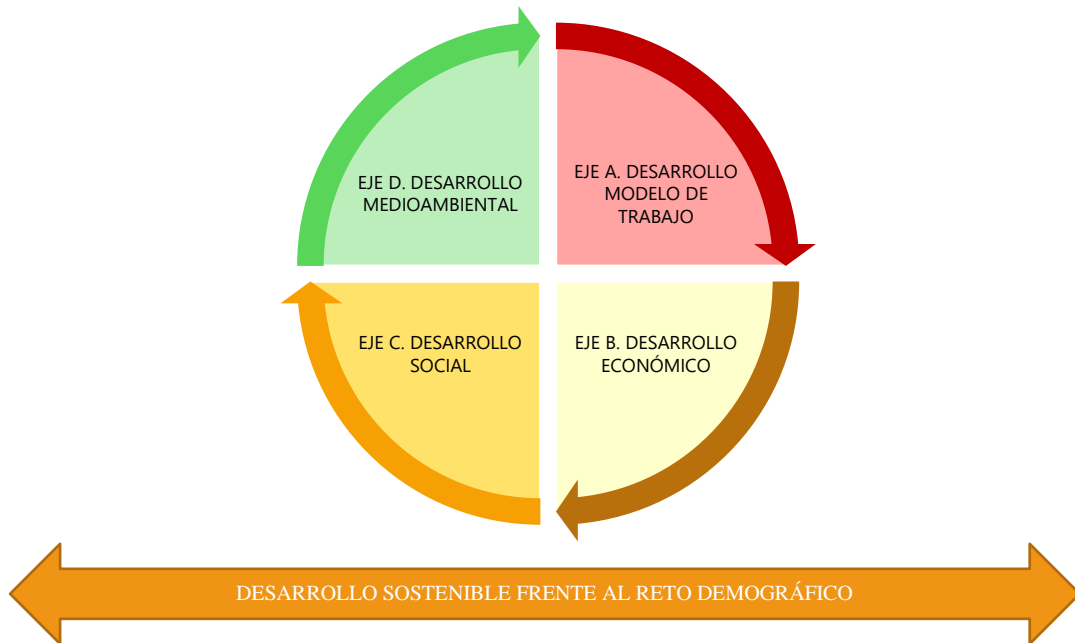 EJE D. DESARROLLO
MEDIOAMBIENTAL
EJE A. DESARROLLO
MODELO DE
TRABAJO
EJE C. DESARROLLO
SOCIAL
EJE B. DESARROLLO
ECONÓMICO
DESARROLLO SOSTENIBLE FRENTE AL RETO DEMOGRÁFICO